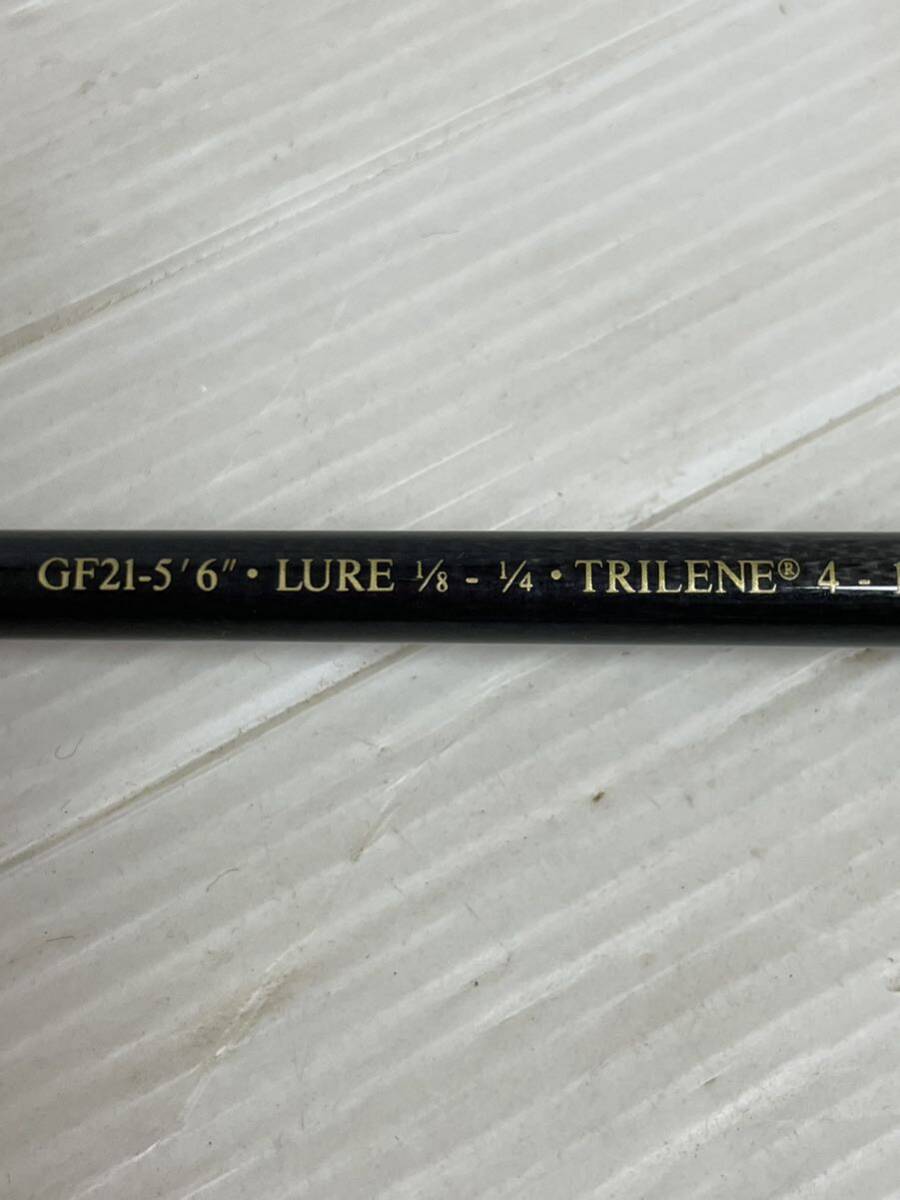 GF21-5'6" • LURE ⅛ - ¼ • TRILENE® 4 -